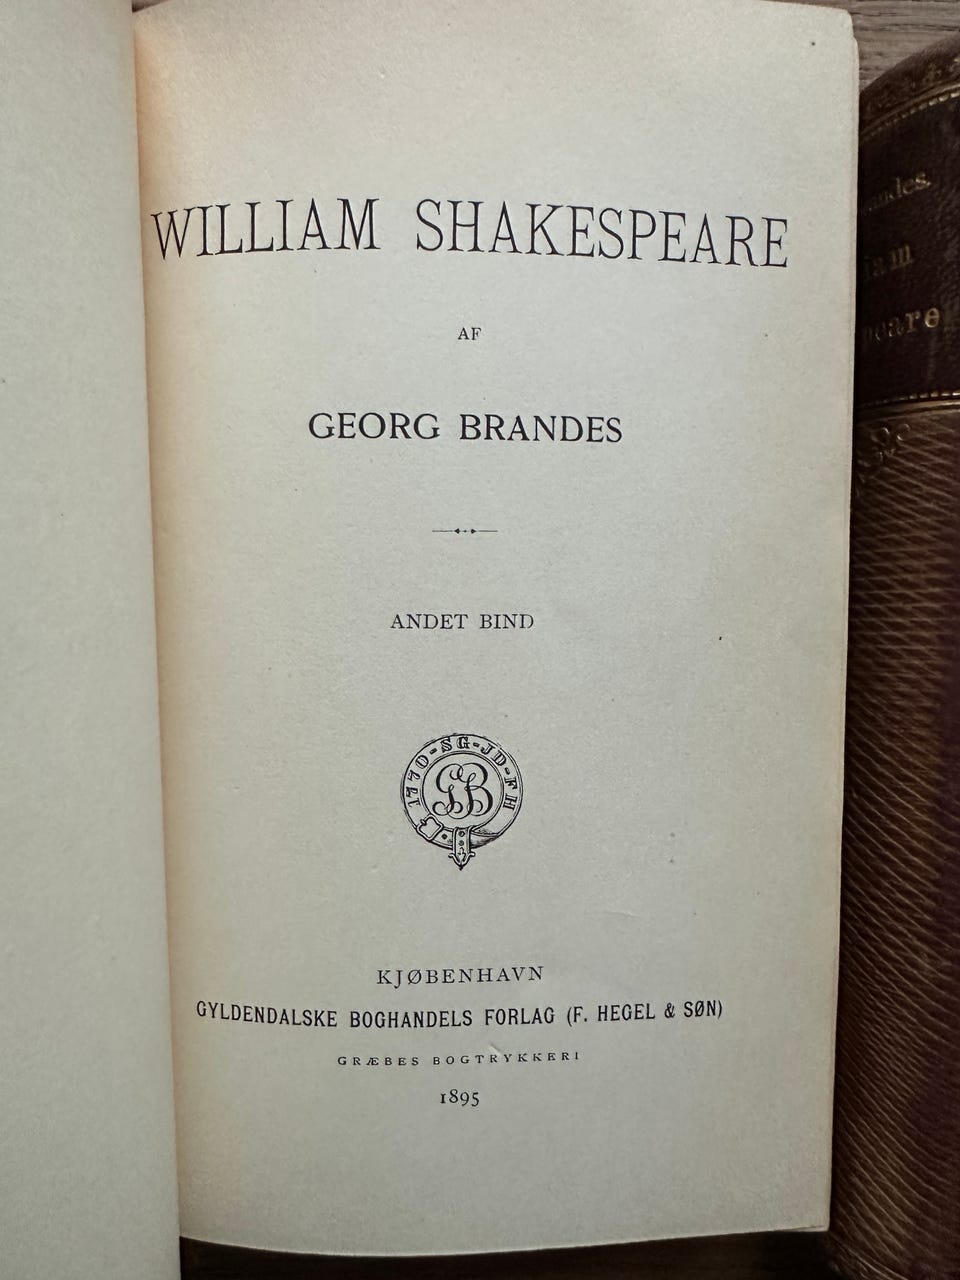 WILLIAM SHAKESPEARE
AF
GEORG BRANDES
ANDET BIND
1770-SG-JD-FH
GB
KJØBENHAVN
GYLDENDALSKE BOGHANDELS FORLAG (F. HEGEL & SØN)
GRÆBES BOGTRYKKERI
1895